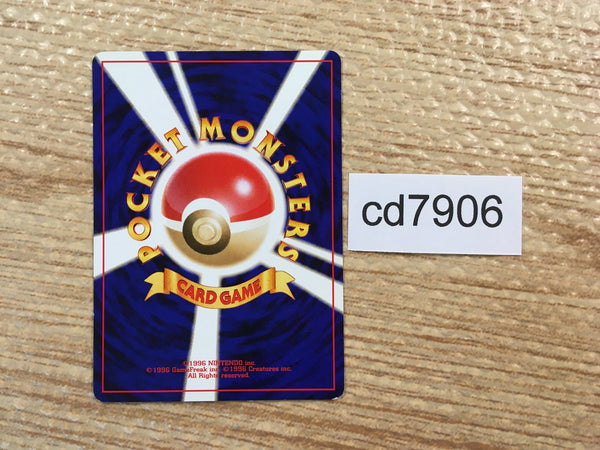 POCKET MONSTERS
CARD GAME
©1996 NINTENDO inc.
©1996 GameFreak inc. ©1996 Creatures inc.
All Rights reserved.
cd7906